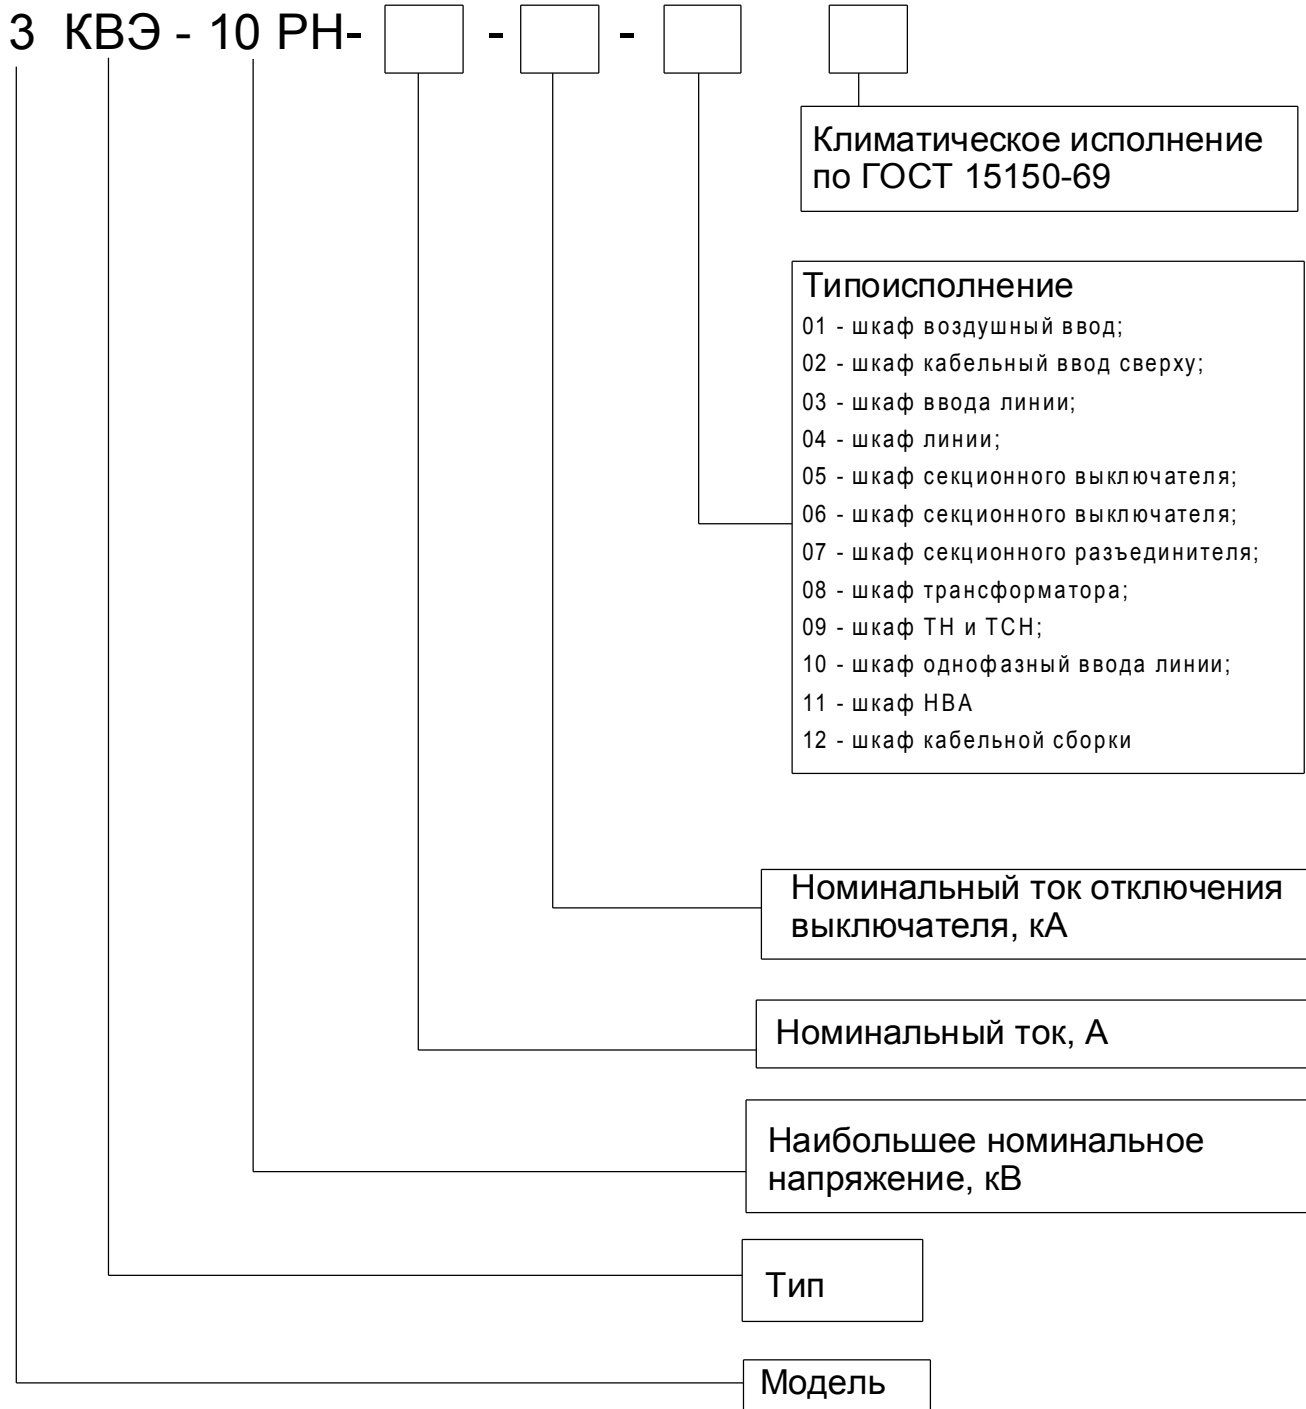 3 КВЭ - 10 РН- - -
Климатическое исполнение
по ГОСТ 15150-69
Типоисполнение
01 - шкаф воздушный ввод;
02 - шкаф кабельный ввод сверху;
03 - шкаф ввода линии;
04 - шкаф линии;
05 - шкаф секционного выключателя;
06 - шкаф секционного выключателя;
07 - шкаф секционного разъединителя;
08 - шкаф трансформатора;
09 - шкаф ТН и ТСН;
10 - шкаф однофазный ввода линии;
11 - шкаф НВА
12 - шкаф кабельной сборки
Номинальный ток отключения
выключателя, кА
Номинальный ток, А
Наибольшее номинальное
напряжение, кВ
Тип
Модель